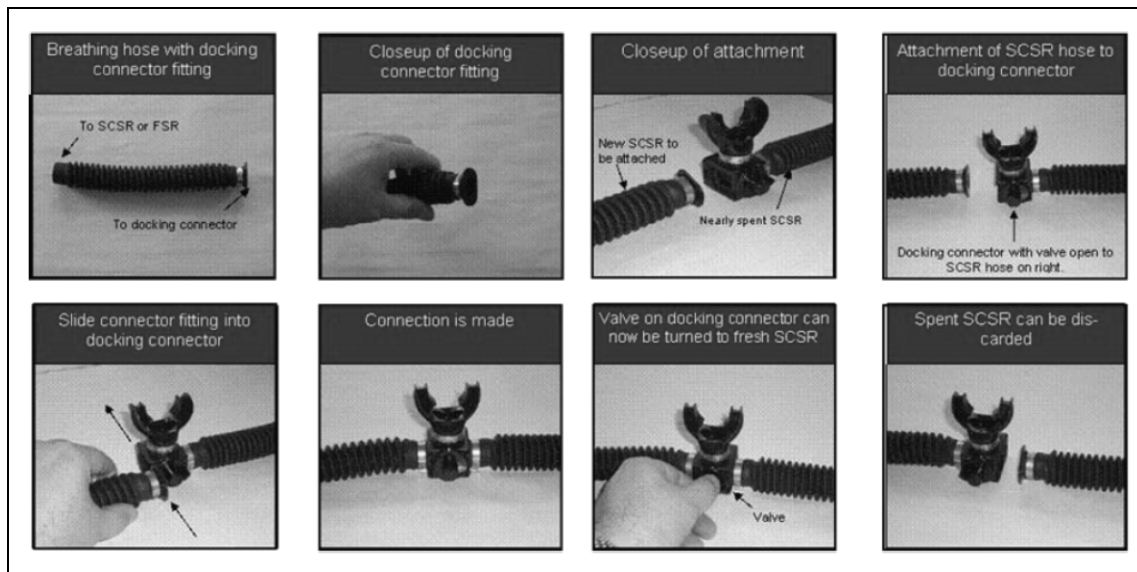 Breathing hose with docking
connector fitting
To SCSR or FSR
To docking connector
Closeup of docking
connector fitting
Closeup of attachment
New SCSR to
be attached
Nearly spent SCSR
Attachment of SCSR hose to
docking connector
Docking connector with valve open to
SCSR hose on right.
Slide connector fitting into
docking connector
Connection is made
Valve on docking connector can
now be turned to fresh SCSR
Valve
Spent SCSR can be dis-
carded